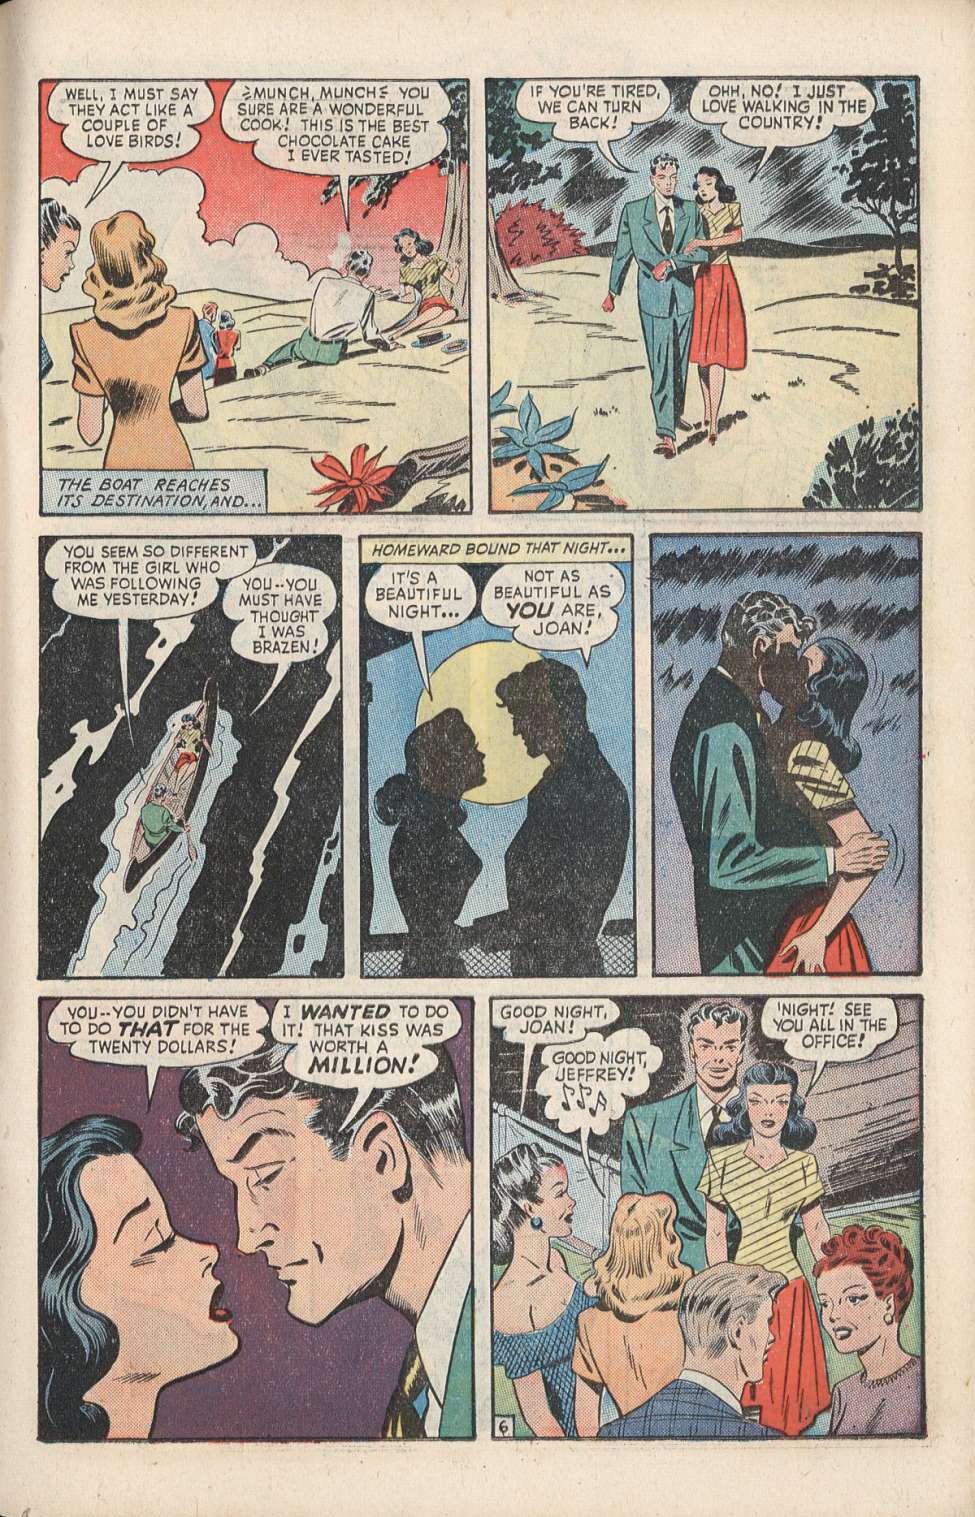 WELL, I MUST SAY
THEY ACT LIKE A
COUPLE OF
LOVE BIRDS!
MUNCH, MUNCH YOU
SURE ARE A WONDERFUL
COOK! THIS IS THE BEST
CHOCOLATE CAKE
I EVER TASTED!
THE BOAT REACHES
ITS DESTINATION, AND...
IF YOU'RE TIRED,
WE CAN TURN
BACK!
OHH, NO! I JUST
LOVE WALKING IN THE
COUNTRY!
YOU SEEM SO DIFFERENT
FROM THE GIRL WHO
WAS FOLLOWING
ME YESTERDAY!
YOU--YOU
MUST HAVE
THOUGHT
I WAS
BRAZEN!
HOMEWARD BOUND THAT NIGHT...
IT'S A
BEAUTIFUL
NIGHT...
NOT AS
BEAUTIFUL AS
YOU ARE,
JOAN!
YOU--YOU DIDN'T HAVE
TO DO THAT FOR THE
TWENTY DOLLARS!
I WANTED TO DO
IT! THAT KISS WAS
WORTH A
MILLION!
GOOD NIGHT,
JOAN!
GOOD NIGHT,
JEFFREY!
'NIGHT! SEE
YOU ALL IN THE
OFFICE!
6